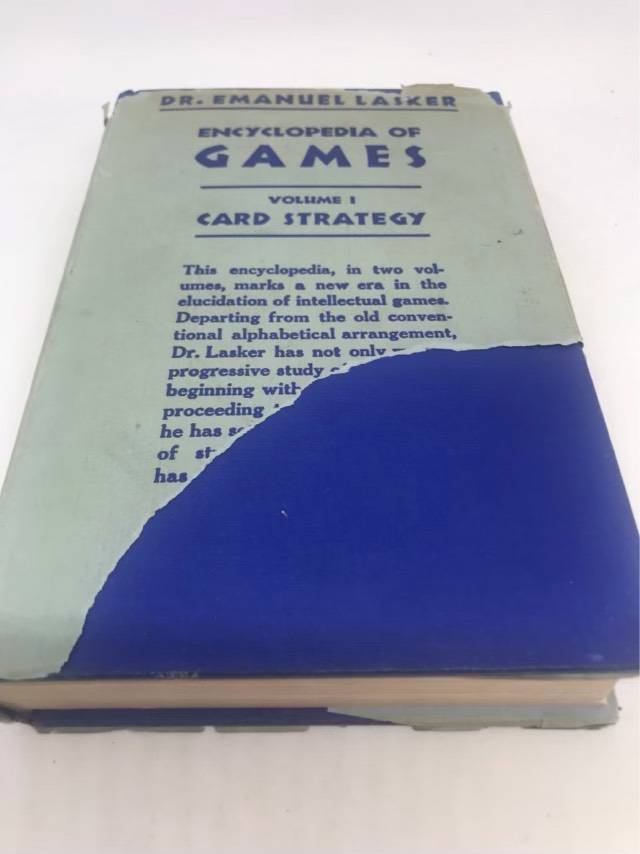 DR. EMANUEL LASKER
ENCYCLOPEDIA OF
GAMES
VOLUME I
CARD STRATEGY
This encyclopedia, in two vol-
umes, marks a new era in the
elucidation of intellectual games.
Departing from the old conven-
tional alphabetical arrangement,
Dr. Lasker has not only
progressive study
beginning with
proceeding
he has
of
has